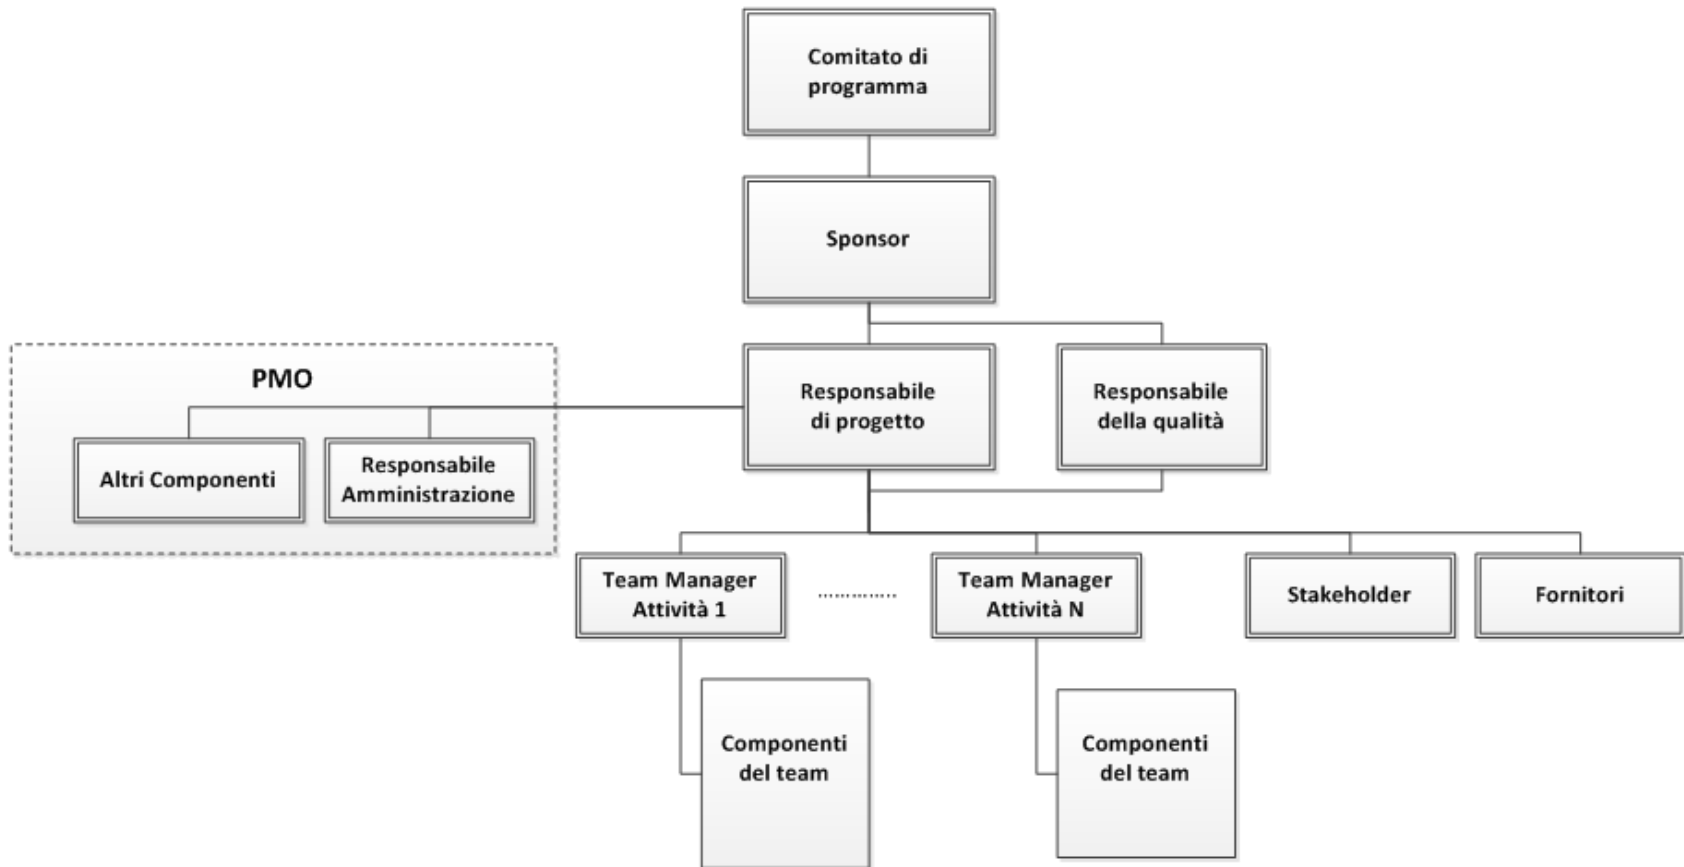 Comitato di
programma
Sponsor
PMO
Responsabile
di progetto
Responsabile
della qualità
Altri Componenti
Responsabile
Amministrazione
Team Manager
Attività 1
..............
Team Manager
Attività N
Stakeholder
Fornitori
Componenti
del team
Componenti
del team